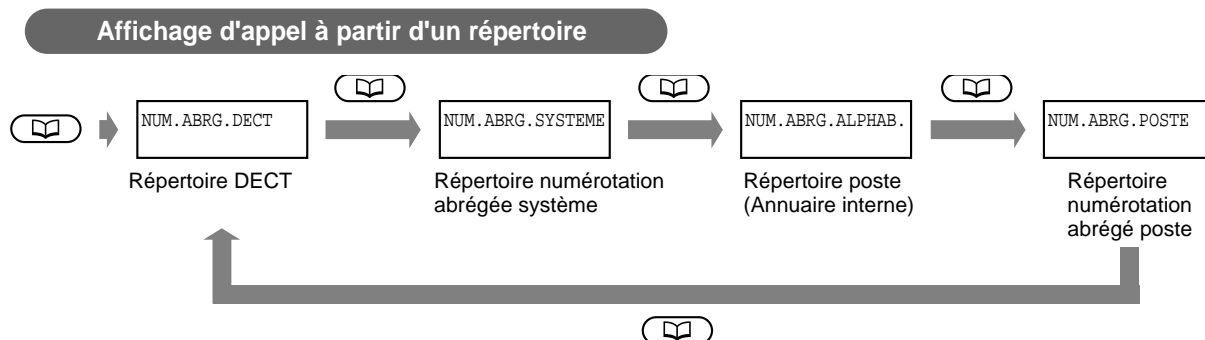 Affichage d'appel à partir d'un répertoire
NUM.ABRG.DECT
NUM.ABRG.SYSTEME
NUM.ABRG.ALPHAB.
NUM.ABRG.POSTE
Répertoire DECT
Répertoire numérotation
abrégée système
Répertoire poste
(Annuaire interne)
Répertoire
numérotation
abrégé poste